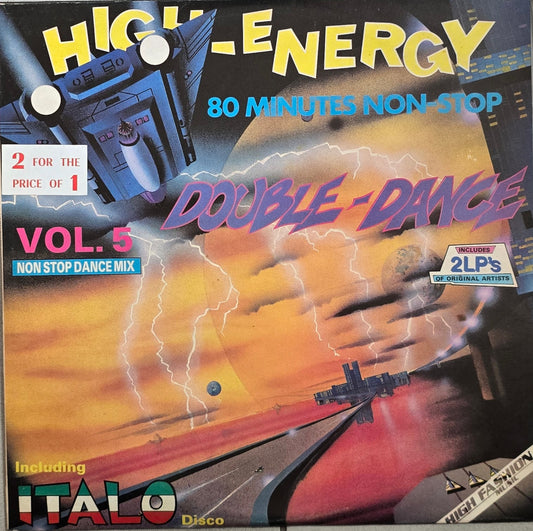 HIGH-ENERGY
80 MINUTES NON-STOP
2 FOR THE
PRICE OF 1
DOUBLE-DANCE
VOL. 5
NON STOP DANCE MIX
INCLUDES
2LP's
OF ORIGINAL ARTISTS
Including
ITALO
Disco
HIGH FASHION
MUSIC